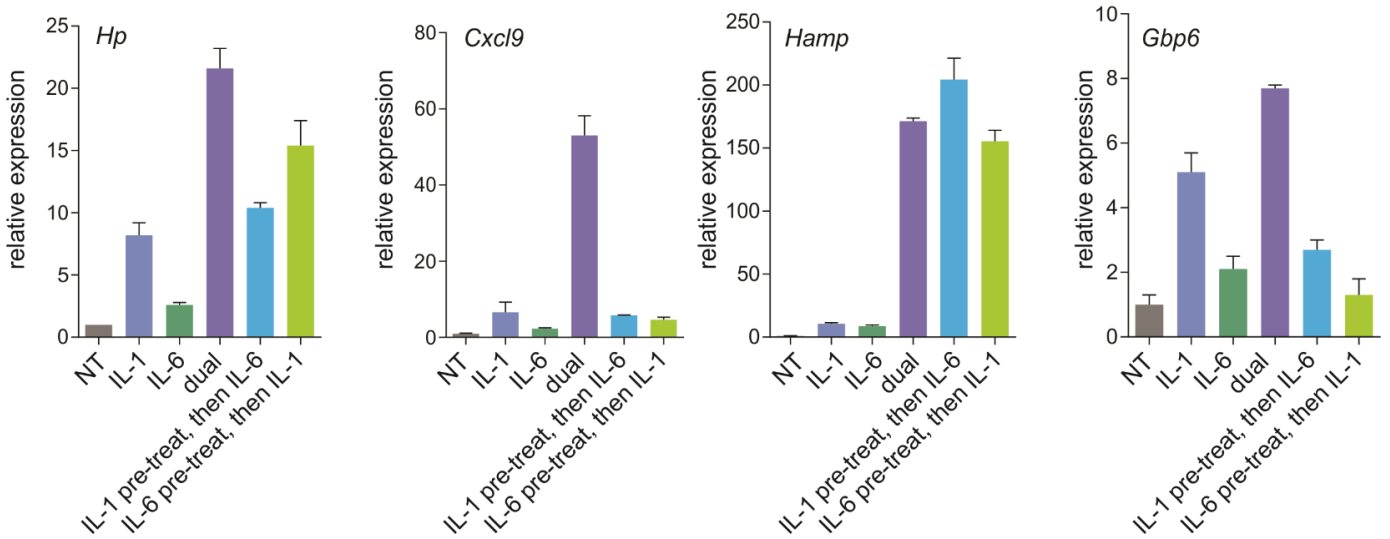 Hp
relative expression
25
20
15
10
5
0
NT
IL-1
IL-6
dual
IL-1 pre-treat, then IL-6
IL-6 pre-treat, then IL-1
Cxcl9
relative expression
80
60
40
20
0
NT
IL-1
IL-6
dual
IL-1 pre-treat, then IL-6
IL-6 pre-treat, then IL-1
Hamp
relative expression
250
200
150
100
50
0
NT
IL-1
IL-6
dual
IL-1 pre-treat, then IL-6
IL-6 pre-treat, then IL-1
Gbp6
relative expression
10
8
6
4
2
0
NT
IL-1
IL-6
dual
IL-1 pre-treat, then IL-6
IL-6 pre-treat, then IL-1